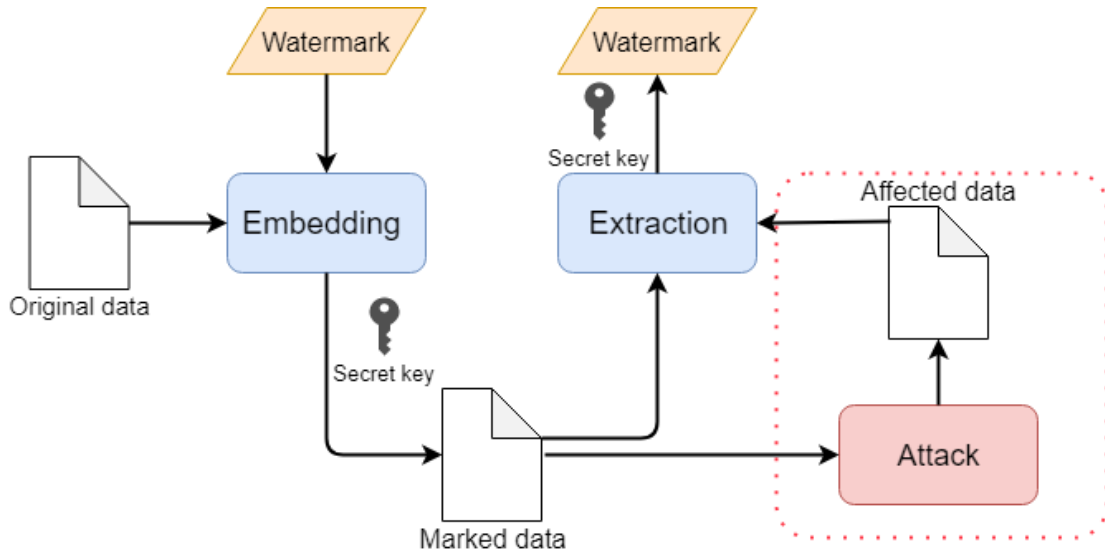 Watermark
Watermark
Secret key
Affected data
Embedding
Extraction
Original data
Secret key
Attack
Marked data